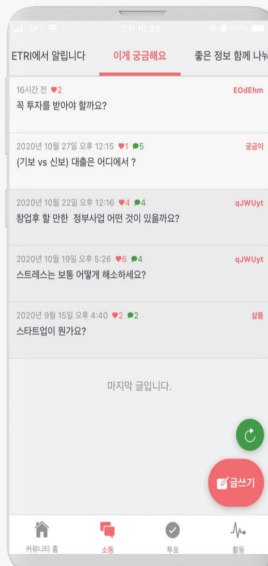 ETRI에서 알립니다 이게 궁금해요 좋은 정보 함께 나누
16시간 전 ♥2 EOdEhm
꼭 투자를 받아야 할까요?
2020년 10월 27일 오후 12:15 ♥1 5 궁금이
(기보 vs 신보) 대출은 어디에서 ?
2020년 10월 22일 오후 12:16 ♥4 4 qJWUyt
창업후 할 만한 정부사업 어떤 것이 있을까요?
2020년 10월 19일 오후 5:26 ♥6 4 qJWUyt
스트레스는 보통 어떻게 해소하세요?
2020년 9월 15일 오후 4:40 ♥2 2 살룸
스타트업이 뭔가요?
마지막 글입니다.
글쓰기
커뮤니티 홈 소통 투표 활동